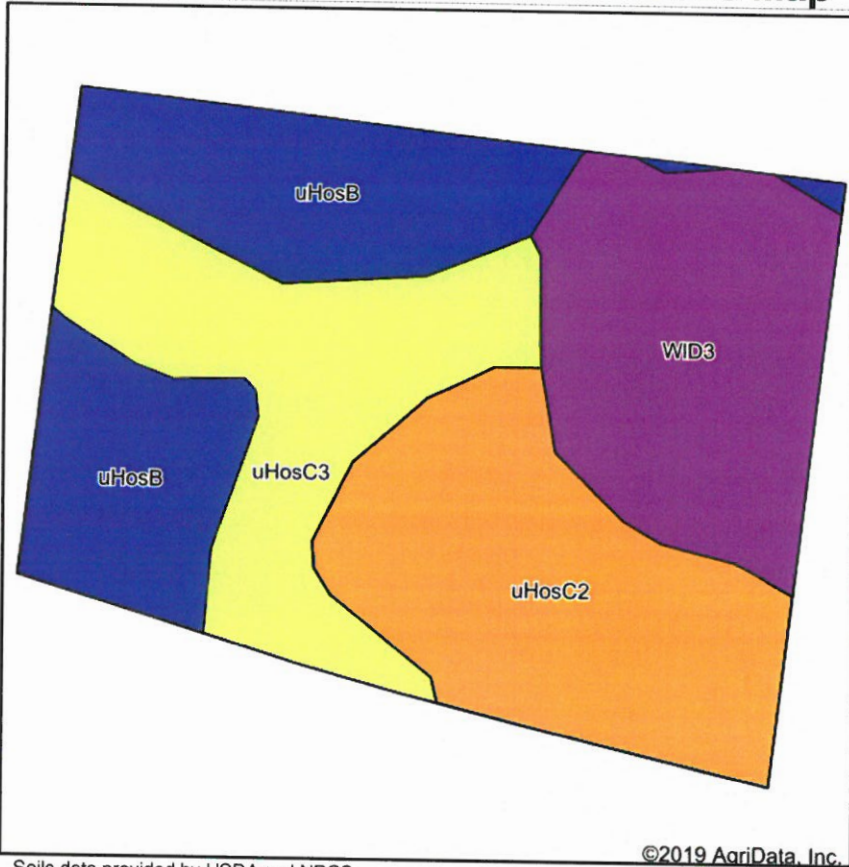 uHosB
WID3
uHosB
uHosC3
uHosC2
©2019 AgriData, Inc.